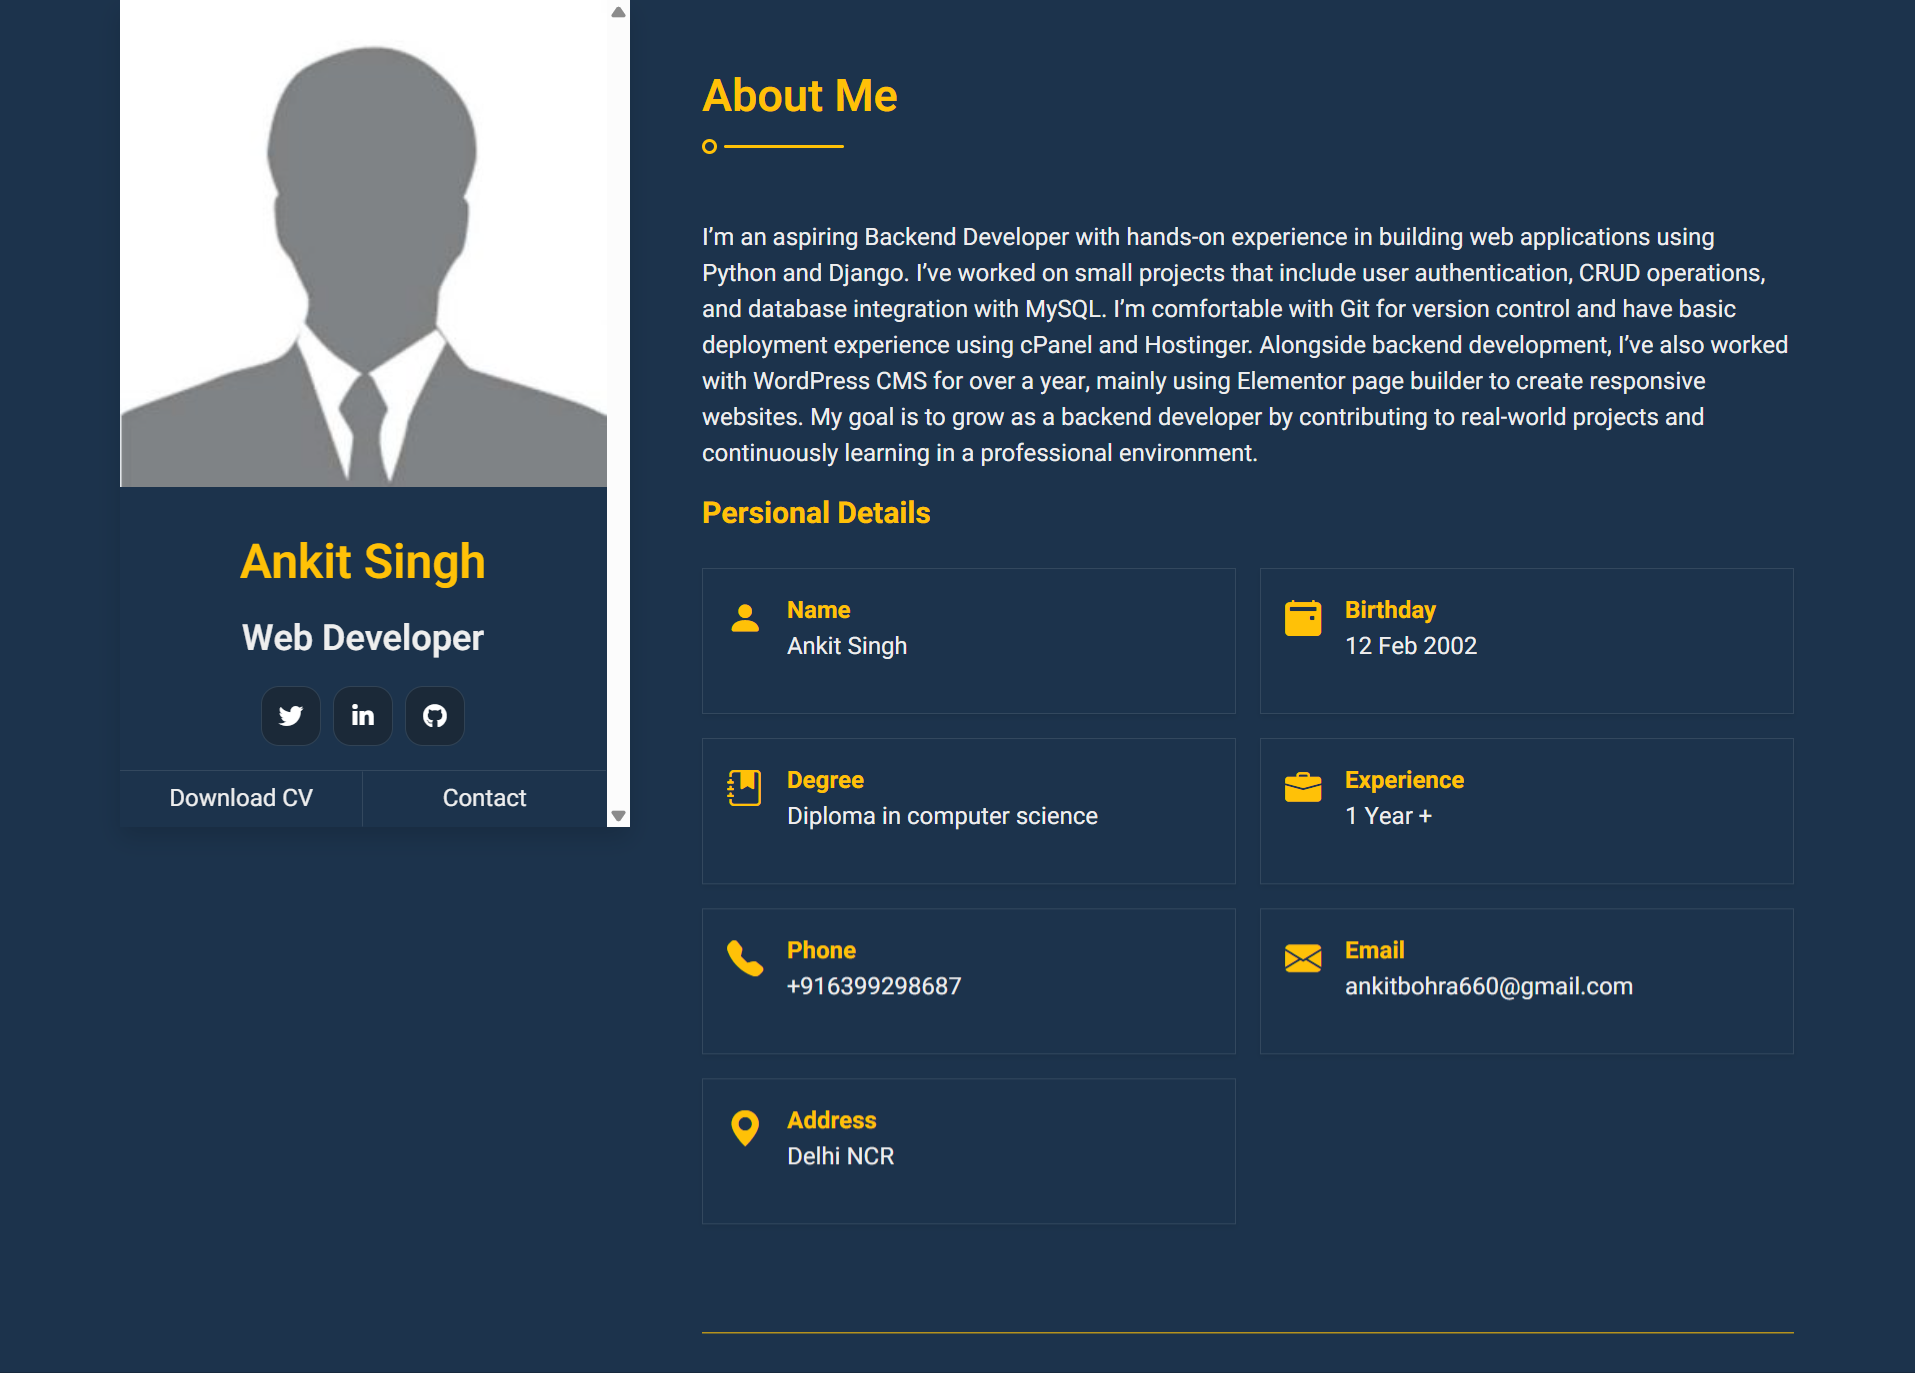 Ankit Singh
Web Developer
Download CV
Contact
About Me
I’m an aspiring Backend Developer with hands-on experience in building web applications using
Python and Django. I’ve worked on small projects that include user authentication, CRUD operations,
and database integration with MySQL. I’m comfortable with Git for version control and have basic
deployment experience using cPanel and Hostinger. Alongside backend development, I’ve also worked
with WordPress CMS for over a year, mainly using Elementor page builder to create responsive
websites. My goal is to grow as a backend developer by contributing to real-world projects and
continuously learning in a professional environment.
Persional Details
Name
Ankit Singh
Birthday
12 Feb 2002
Degree
Diploma in computer science
Experience
1 Year +
Phone
+916399298687
Email
ankitbohra660@gmail.com
Address
Delhi NCR